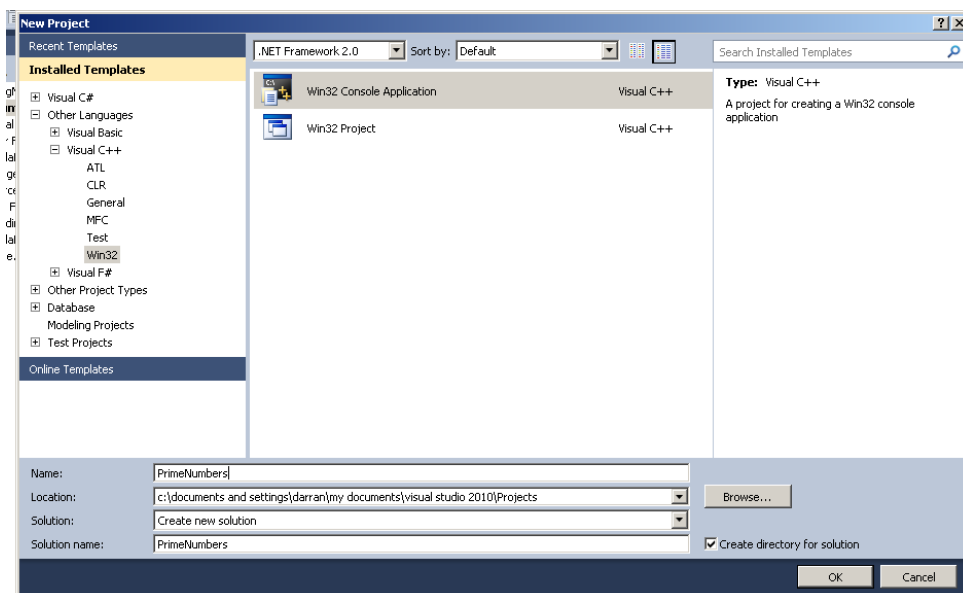 New Project
Recent Templates
Installed Templates
Visual C#
Other Languages
Visual Basic
Visual C++
ATL
CLR
General
MFC
Test
Win32
Visual F#
Other Project Types
Database
Modeling Projects
Test Projects
Online Templates
.NET Framework 2.0 Sort by: Default
Win32 Console Application Visual C++
Win32 Project Visual C++
Search Installed Templates
Type: Visual C++
A project for creating a Win32 console
application
Name: PrimeNumbers
Location: c:\documents and settings\darran\my documents\visual studio 2010\Projects Browse...
Solution: Create new solution
Solution name: PrimeNumbers Create directory for solution
OK Cancel